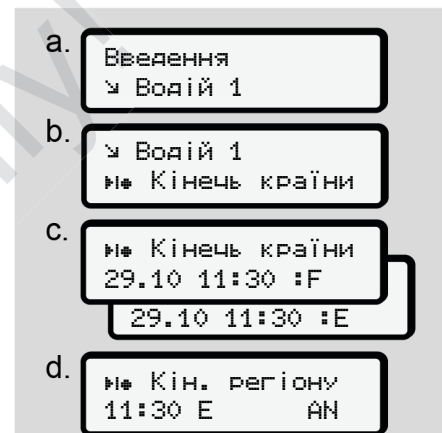 a.
Введення
Водій 1
b.
Водій 1
Кінець країни
c.
Кінець країни
29.10 11:30 :F
29.10 11:30 :E
d.
Кін. регіону
11:30 E AN